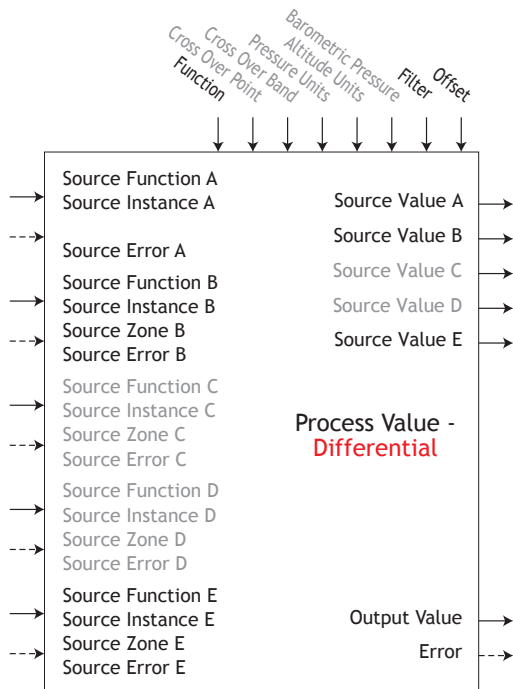 Function
Cross Over Point
Cross Over Band
Pressure Units
Altitude Units
Barometric Pressure
Filter
Offset
Source Function A
Source Instance A
Source Error A
Source Function B
Source Instance B
Source Zone B
Source Error B
Source Function C
Source Instance C
Source Zone C
Source Error C
Source Function D
Source Instance D
Source Zone D
Source Error D
Source Function E
Source Instance E
Source Zone E
Source Error E
Source Value A
Source Value B
Source Value C
Source Value D
Source Value E
Process Value -
Differential
Output Value
Error